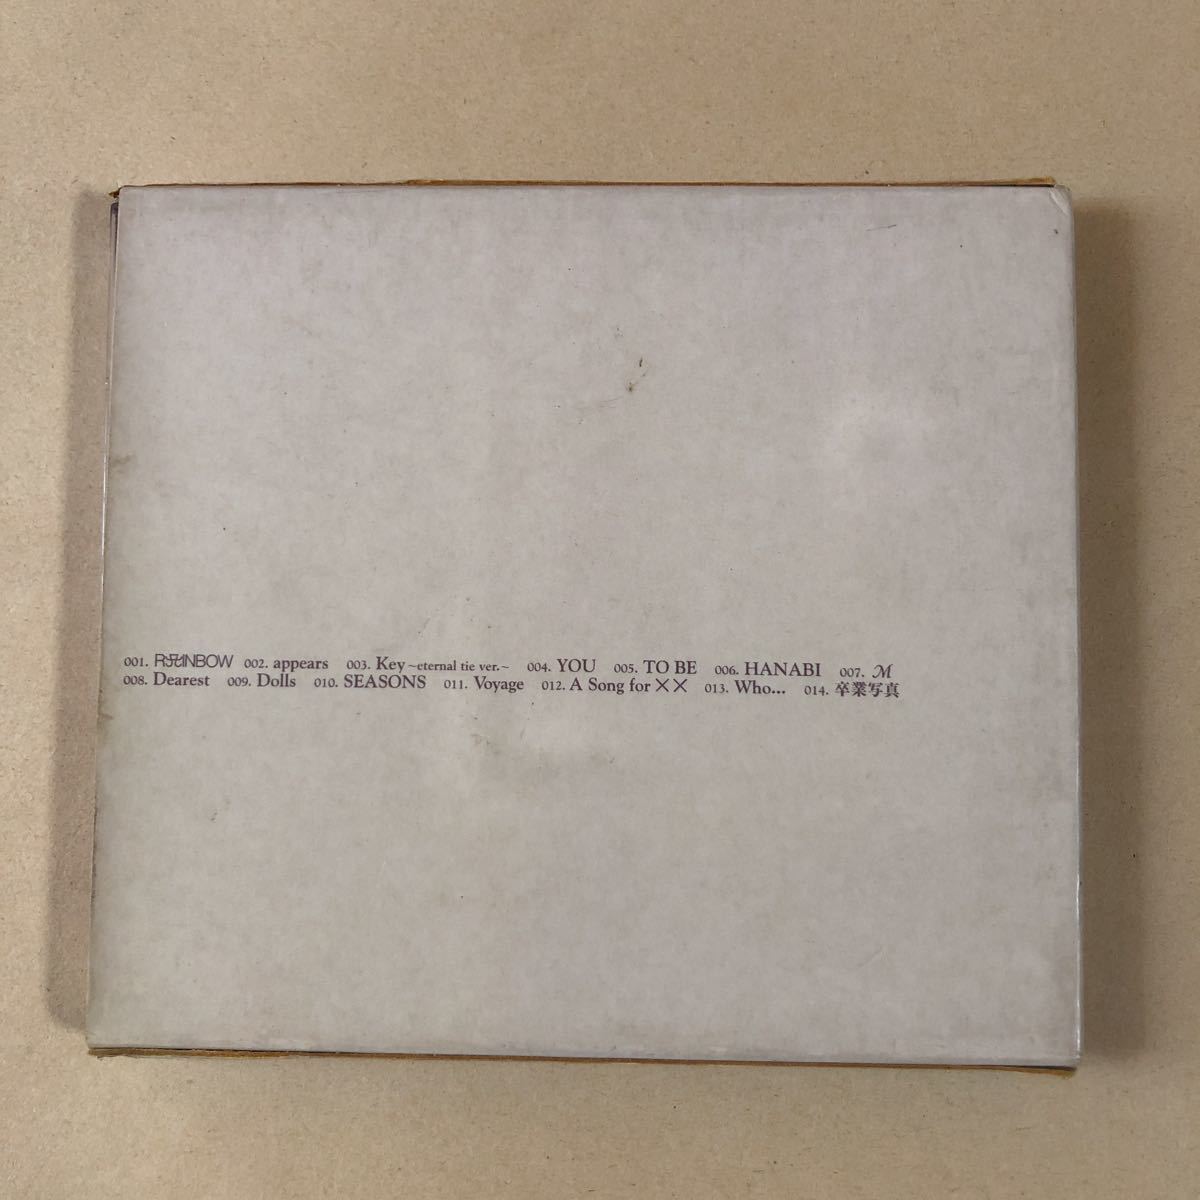 001. RAINBOW 002. appears 003. Key ~eternal tie ver.~ 004. YOU 005. TO BE 006. HANABI 007. M
008. Dearest 009. Dolls 010. SEASONS 011. Voyage 012. A Song for ×× 013. Who... 014. 卒業写真